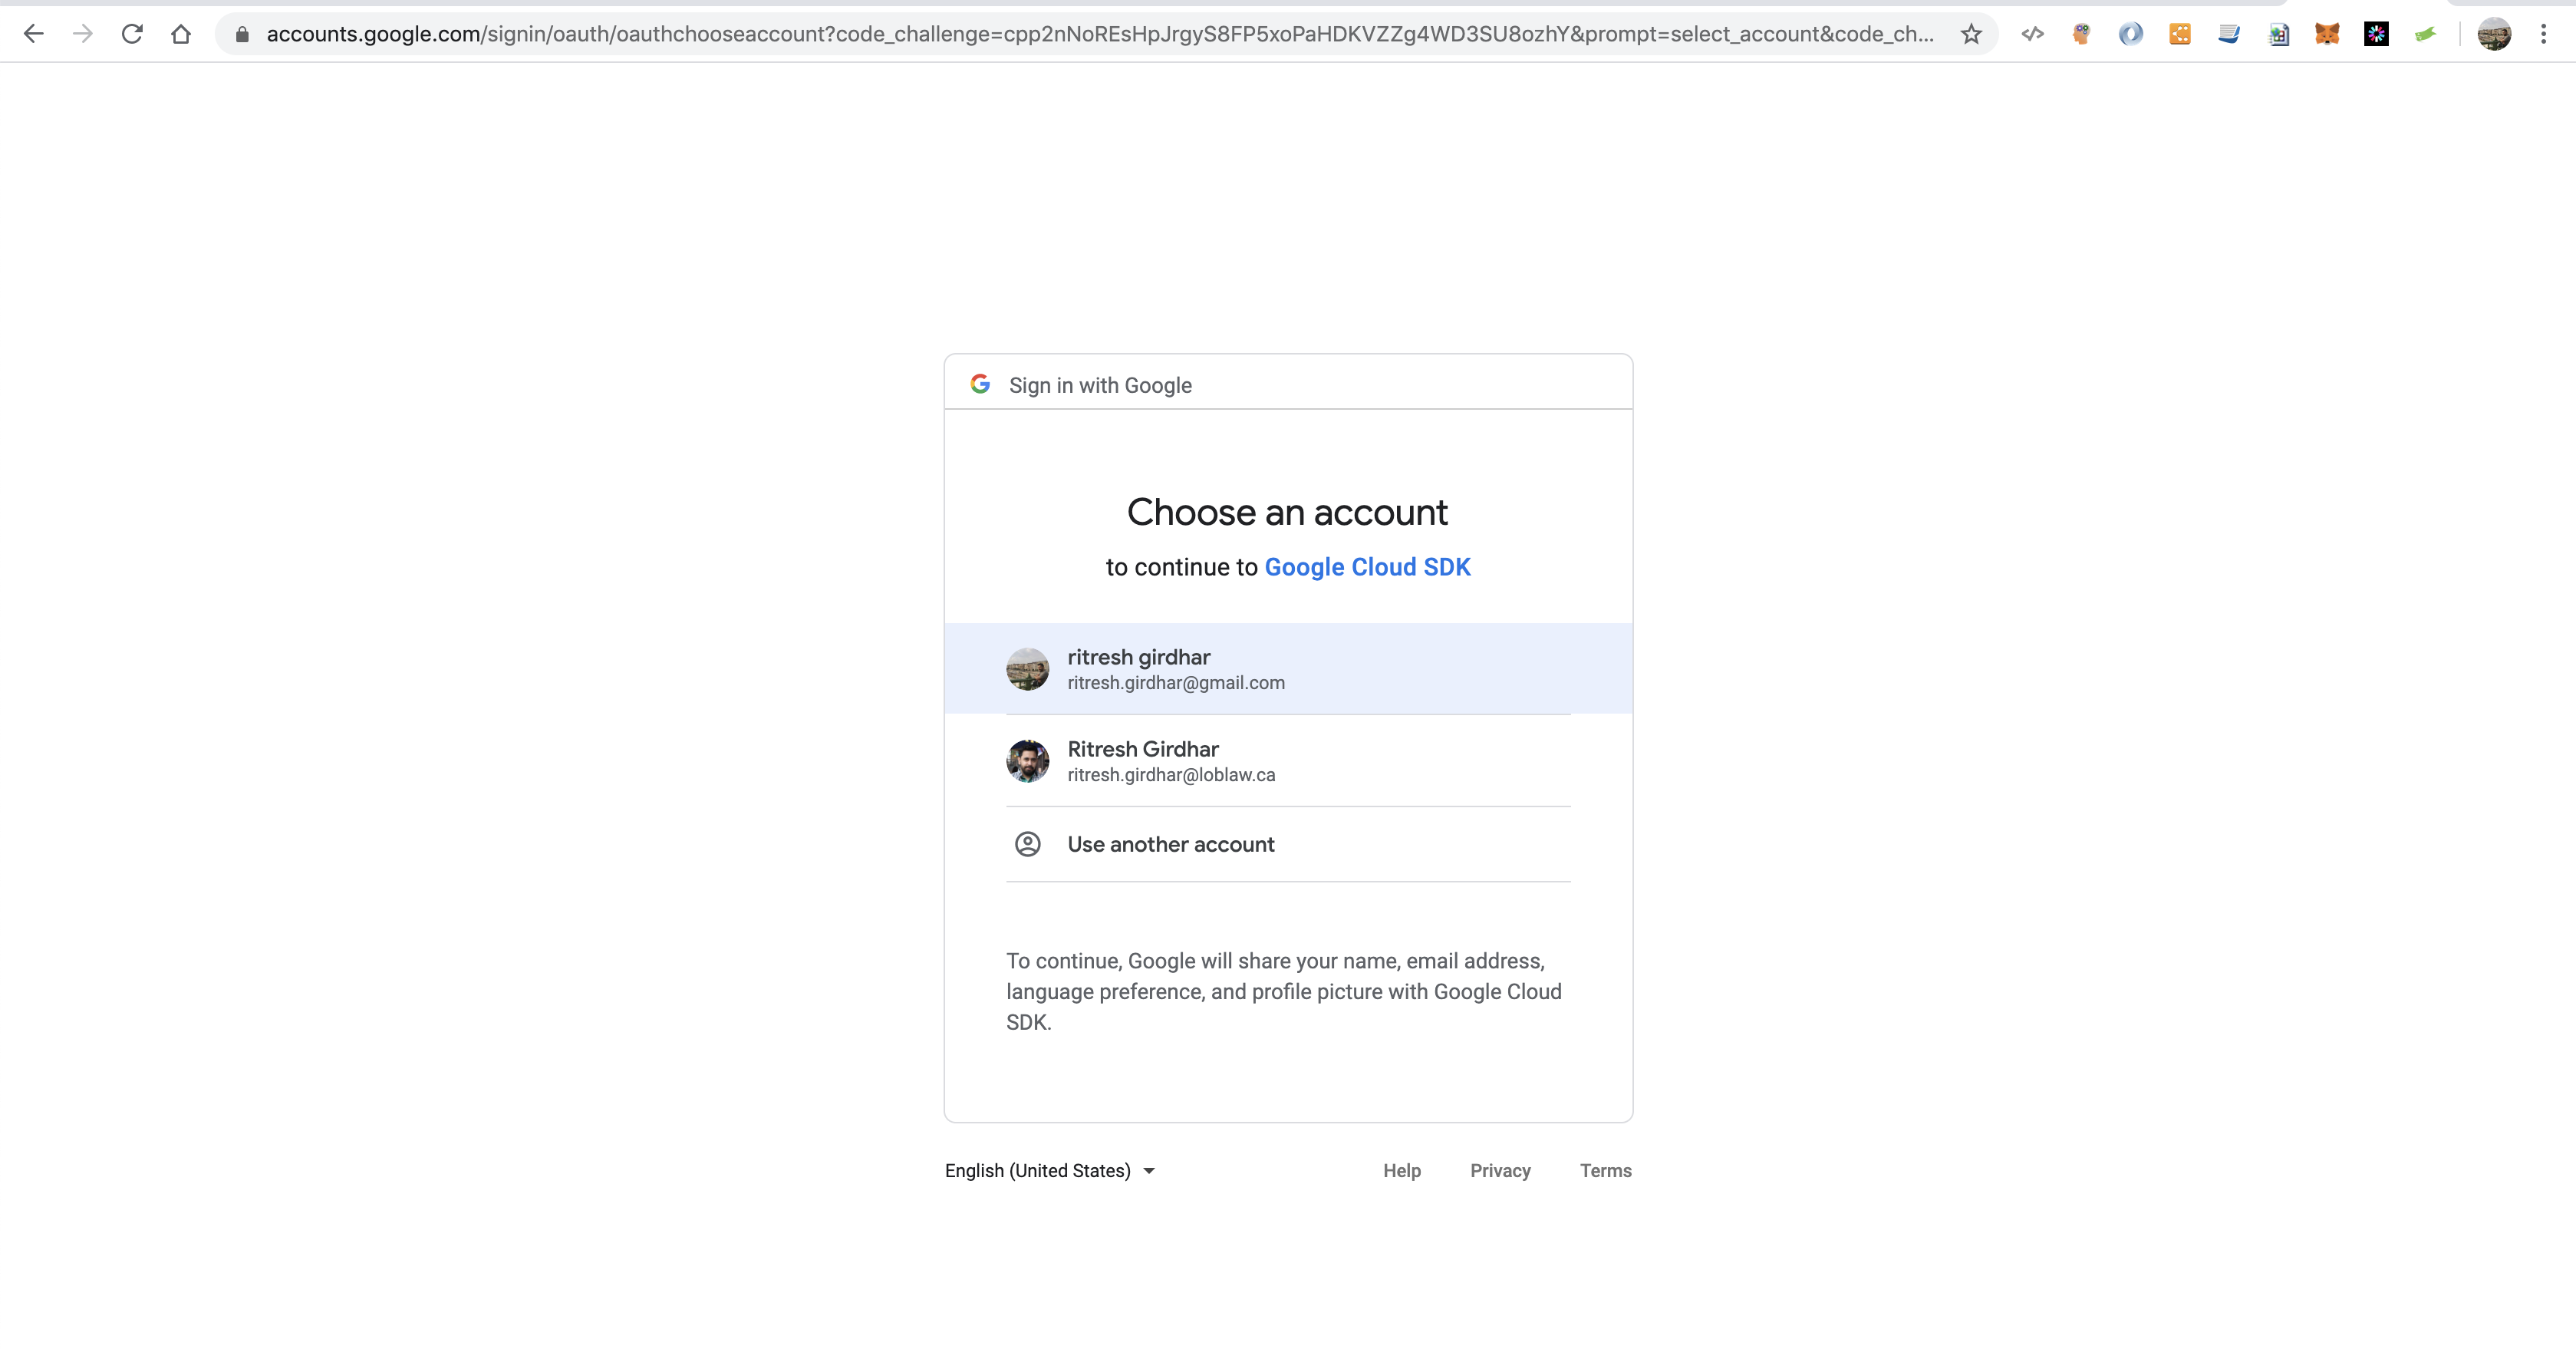 accounts.google.com/signin/oauth/oauthchooseaccount?code_challenge=cpp2nNoREsHpJrgyS8FP5xoPaHDKVZZg4WD3SU8ozhY&prompt=select_account&code_ch...
Sign in with Google
Choose an account
to continue to Google Cloud SDK
ritresh girdhar
ritresh.girdhar@gmail.com
Ritresh Girdhar
ritresh.girdhar@loblaw.ca
Use another account
To continue, Google will share your name, email address,
language preference, and profile picture with Google Cloud
SDK.
English (United States)
Help Privacy Terms